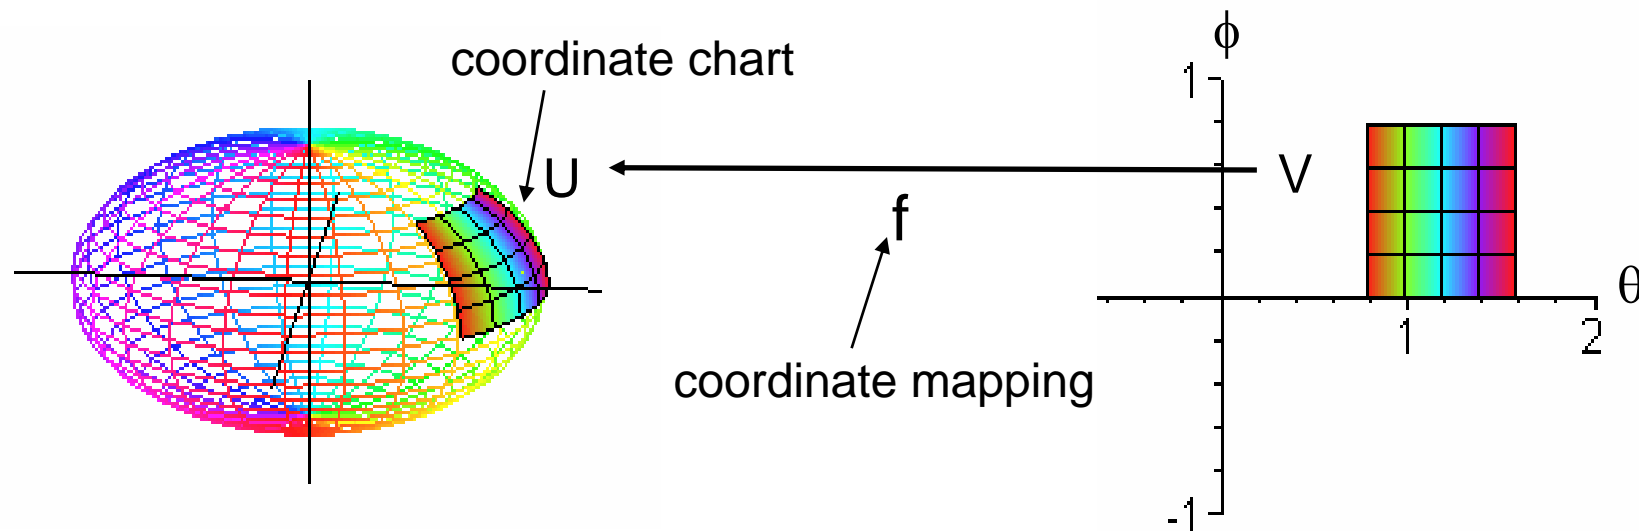 coordinate chart
U
f
coordinate mapping
V
ϕ
1
θ
1
2
-1